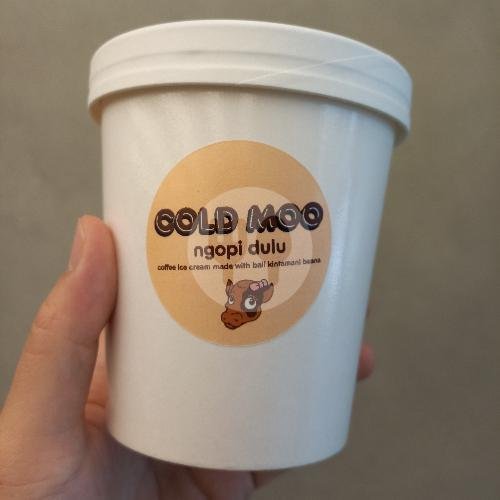 COLD MOO
ngopi dulu
coffee ice cream made with bali kintamani beans